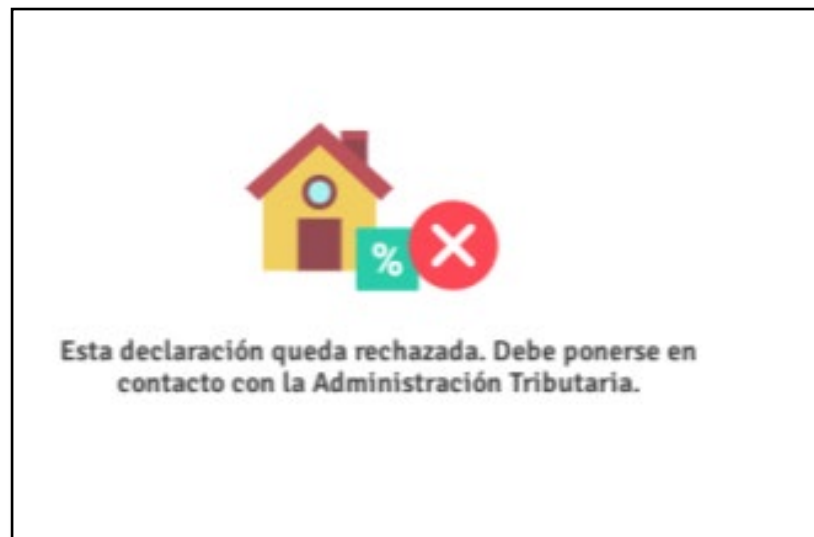 %
Esta declaración queda rechazada. Debe ponerse en
contacto con la Administración Tributaria.